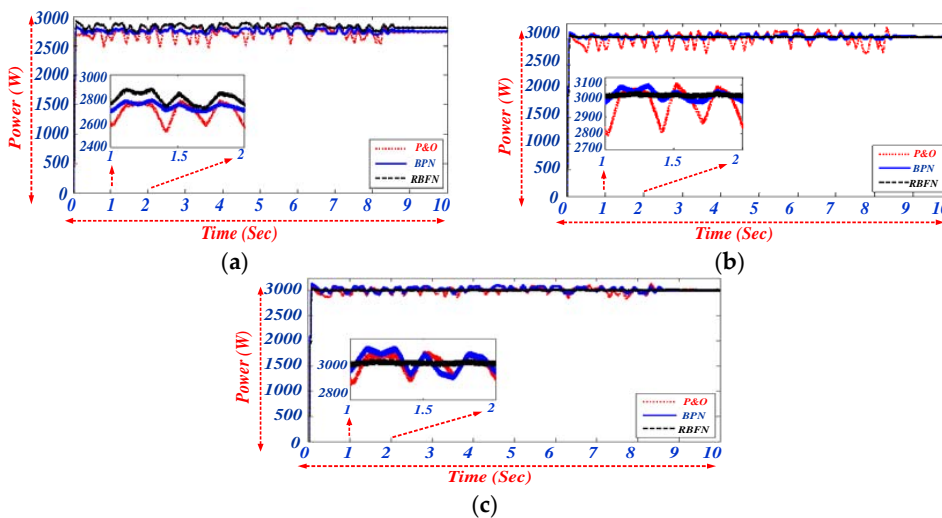 3000
2500
2000
1500
1000
500
0
Power (W)
3000
2800
2600
2400
1 1.5 2
P&O
BPN
RBFN
0 1 2 3 4 5 6 7 8 9 10
Time (Sec)
(a)
3000
2500
2000
1500
1000
500
0
Power (W)
3100
3000
2900
2800
2700
1 1.5 2
P&O
BPN
RBFN
0 1 2 3 4 5 6 7 8 9 10
Time (Sec)
(b)
3000
2500
2000
1500
1000
500
0
Power (W)
3000
2800
1 1.5 2
P&O
BPN
RBFN
0 1 2 3 4 5 6 7 8 9 10
Time (Sec)
(c)